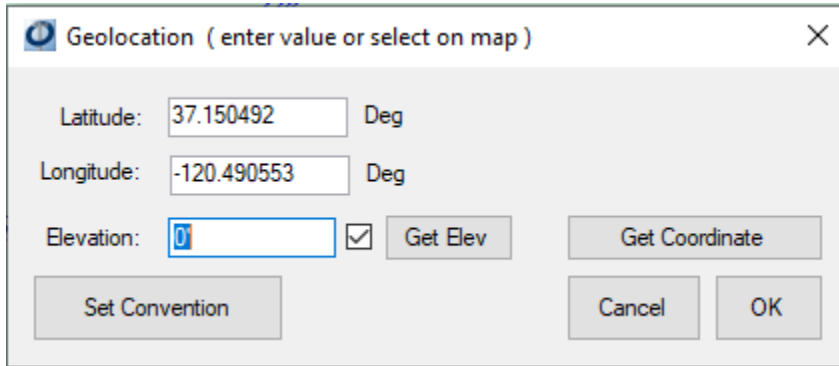 Geolocation ( enter value or select on map )
Latitude: 37.150492 Deg
Longitude: -120.490553 Deg
Elevation: 0' Get Elev Get Coordinate
Set Convention Cancel OK